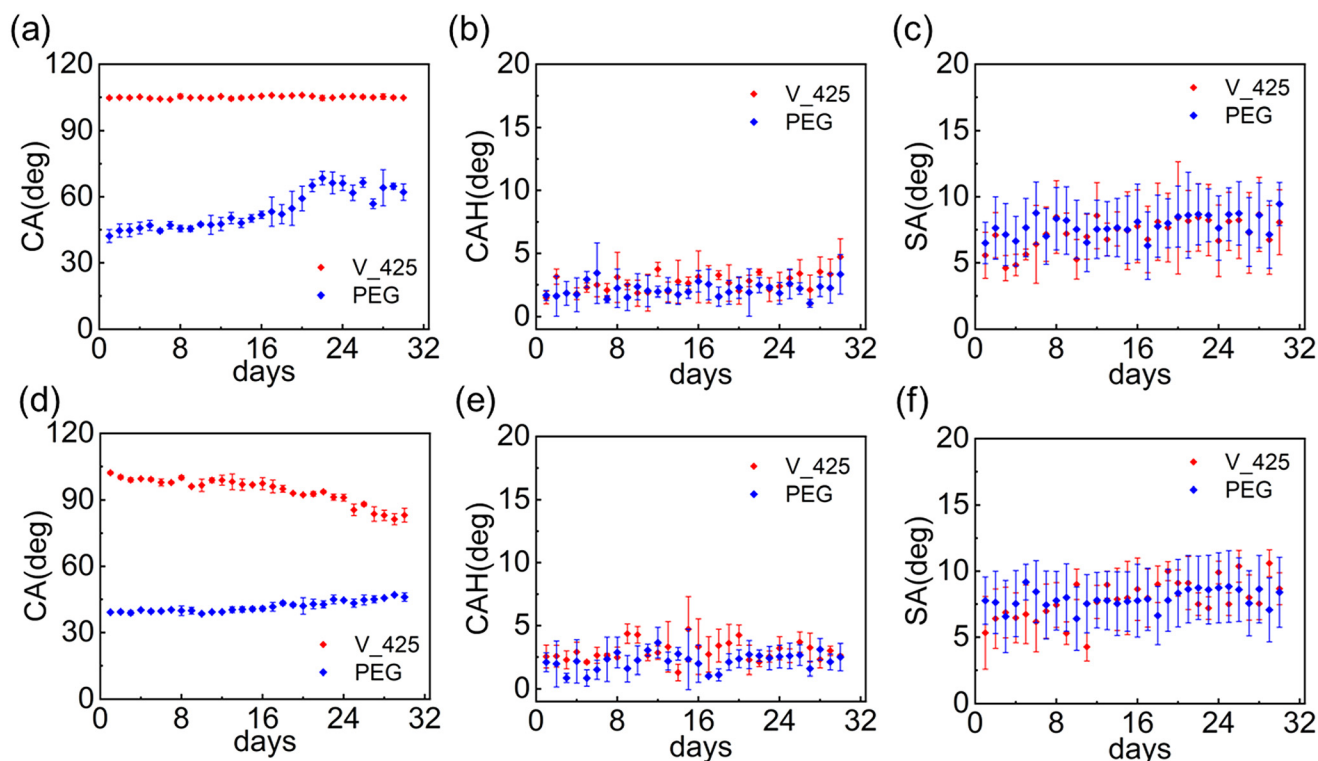 (a)
120
90
60
30
0
CA(deg)
V_425
PEG
0 8 16 24 32
days
(b)
20
15
10
5
0
CAH(deg)
V_425
PEG
0 8 16 24 32
days
(c)
20
15
10
5
0
SA(deg)
V_425
PEG
0 8 16 24 32
days
(d)
120
90
60
30
0
CA(deg)
V_425
PEG
0 8 16 24 32
days
(e)
20
15
10
5
0
CAH(deg)
V_425
PEG
0 8 16 24 32
days
(f)
20
15
10
5
0
SA(deg)
V_425
PEG
0 8 16 24 32
days